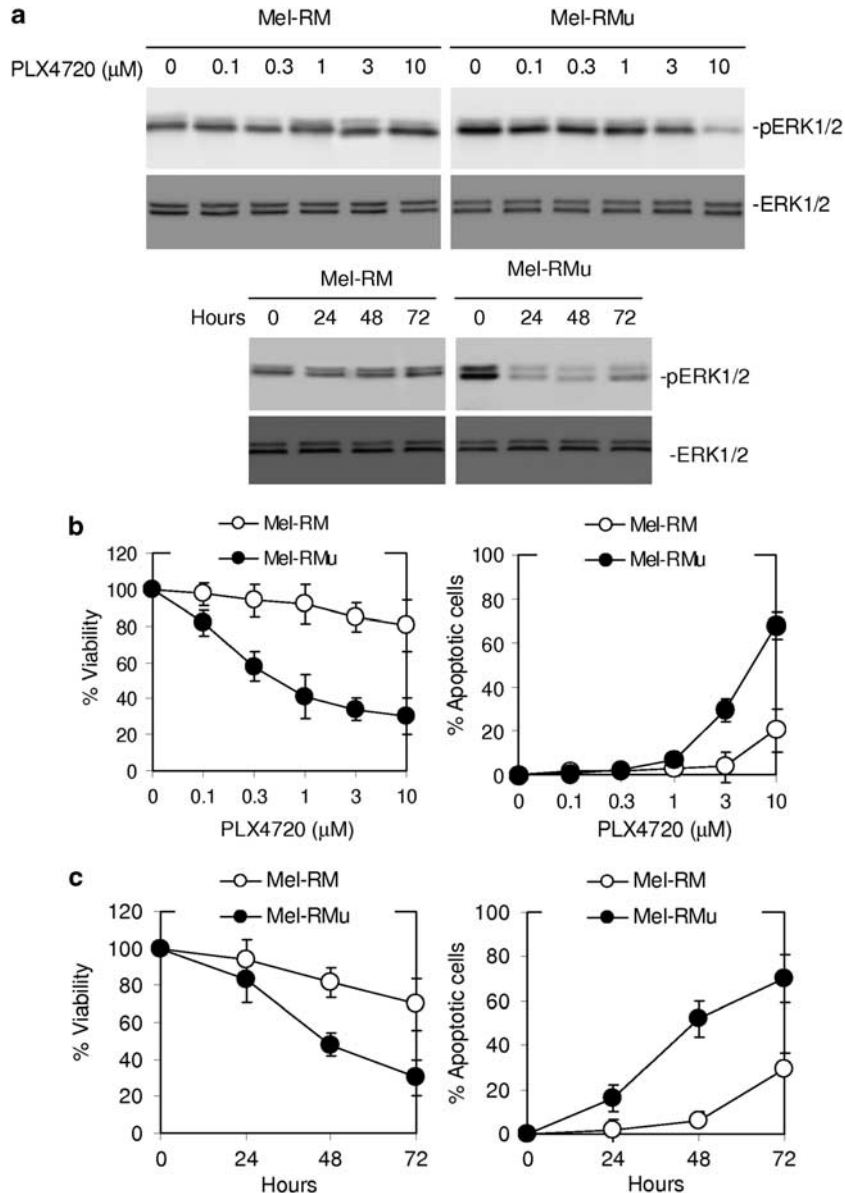 a
Mel-RM Mel-RMu
PLX4720 (µM) 0 0.1 0.3 1 3 10 0 0.1 0.3 1 3 10
-pERK1/2
-ERK1/2
Mel-RM Mel-RMu
Hours 0 24 48 72 0 24 48 72
-pERK1/2
-ERK1/2
b
Mel-RM
Mel-RMu
% Viability
120
100
80
60
40
20
0
0 0.1 0.3 1 3 10
PLX4720 (µM)
Mel-RM
Mel-RMu
% Apoptotic cells
100
80
60
40
20
0
0 0.1 0.3 1 3 10
PLX4720 (µM)
c
Mel-RM
Mel-RMu
% Viability
120
100
80
60
40
20
0
0 24 48 72
Hours
Mel-RM
Mel-RMu
% Apoptotic cells
100
80
60
40
20
0
0 24 48 72
Hours